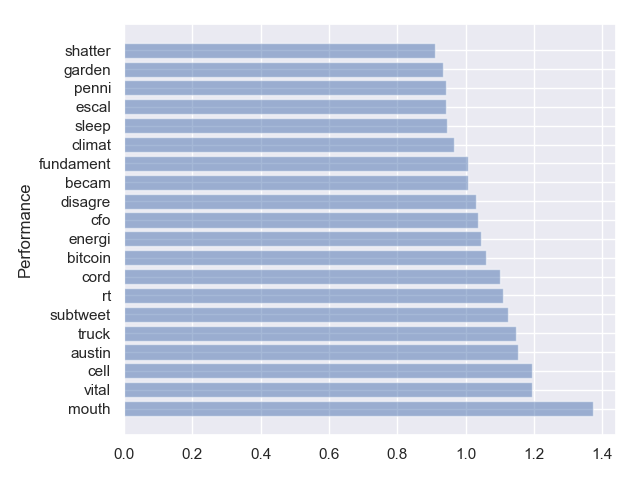 shatter
garden
penni
escal
sleep
climat
fundament
becam
disagre
cfo
energi
bitcoin
cord
rt
subtweet
truck
austin
cell
vital
mouth
Performance
0.0 0.2 0.4 0.6 0.8 1.0 1.2 1.4